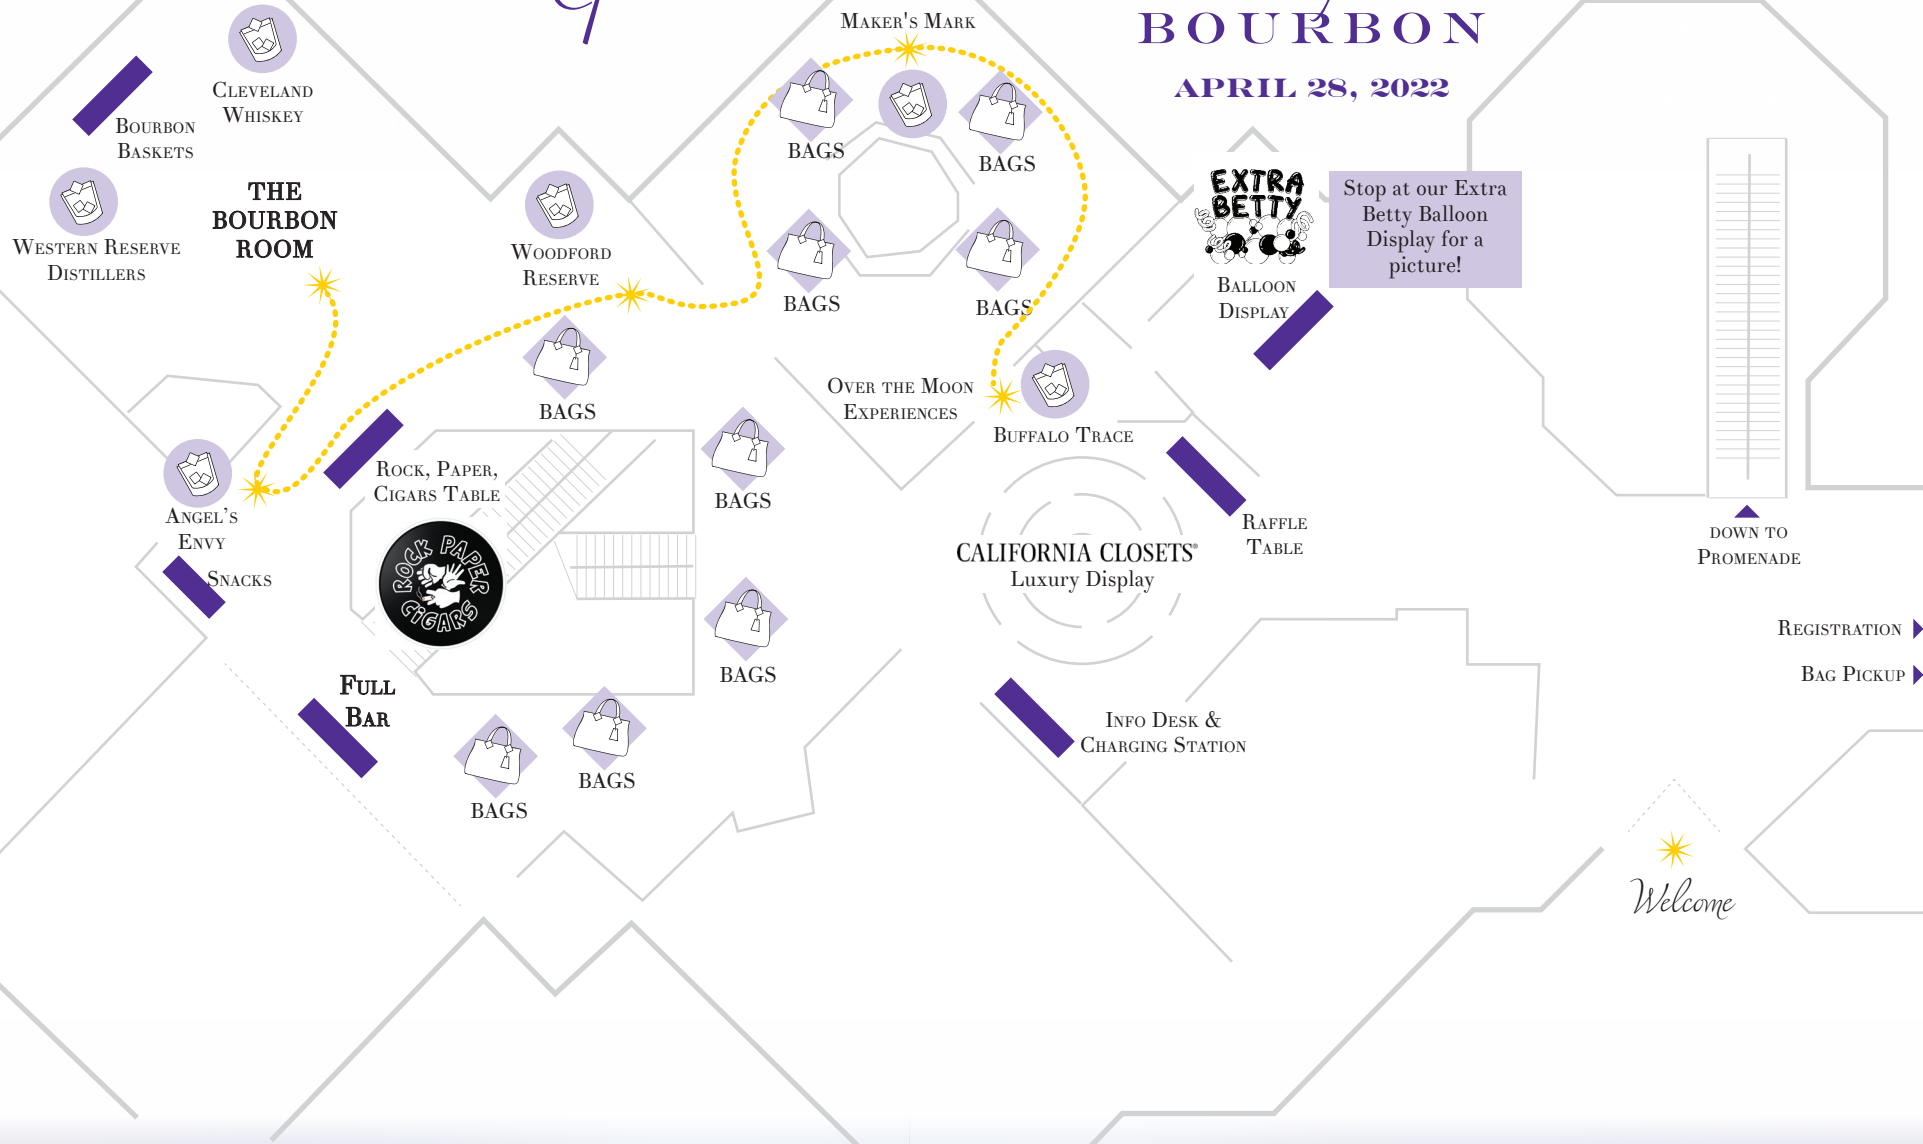 BOURBON
APRIL 28, 2022
MAKER'S MARK
CLEVELAND
WHISKEY
BOURBON
BASKETS
THE
BOURBON
ROOM
WESTERN RESERVE
DISTILLERS
WOODFORD
RESERVE
BAGS
BAGS
BAGS
BAGS
EXTRA
BETTY
BALLOON
DISPLAY
Stop at our Extra
Betty Balloon
Display for a
picture!
BAGS
OVER THE MOON
EXPERIENCES
BUFFALO TRACE
ROCK, PAPER,
CIGARS TABLE
ROCK PAPER
CIGARS
BAGS
ANGEL'S
ENVY
SNACKS
CALIFORNIA CLOSETS®
Luxury Display
RAFFLE
TABLE
DOWN TO
PROMENADE
REGISTRATION
BAG PICKUP
BAGS
FULL
BAR
BAGS
BAGS
INFO DESK &
CHARGING STATION
Welcome